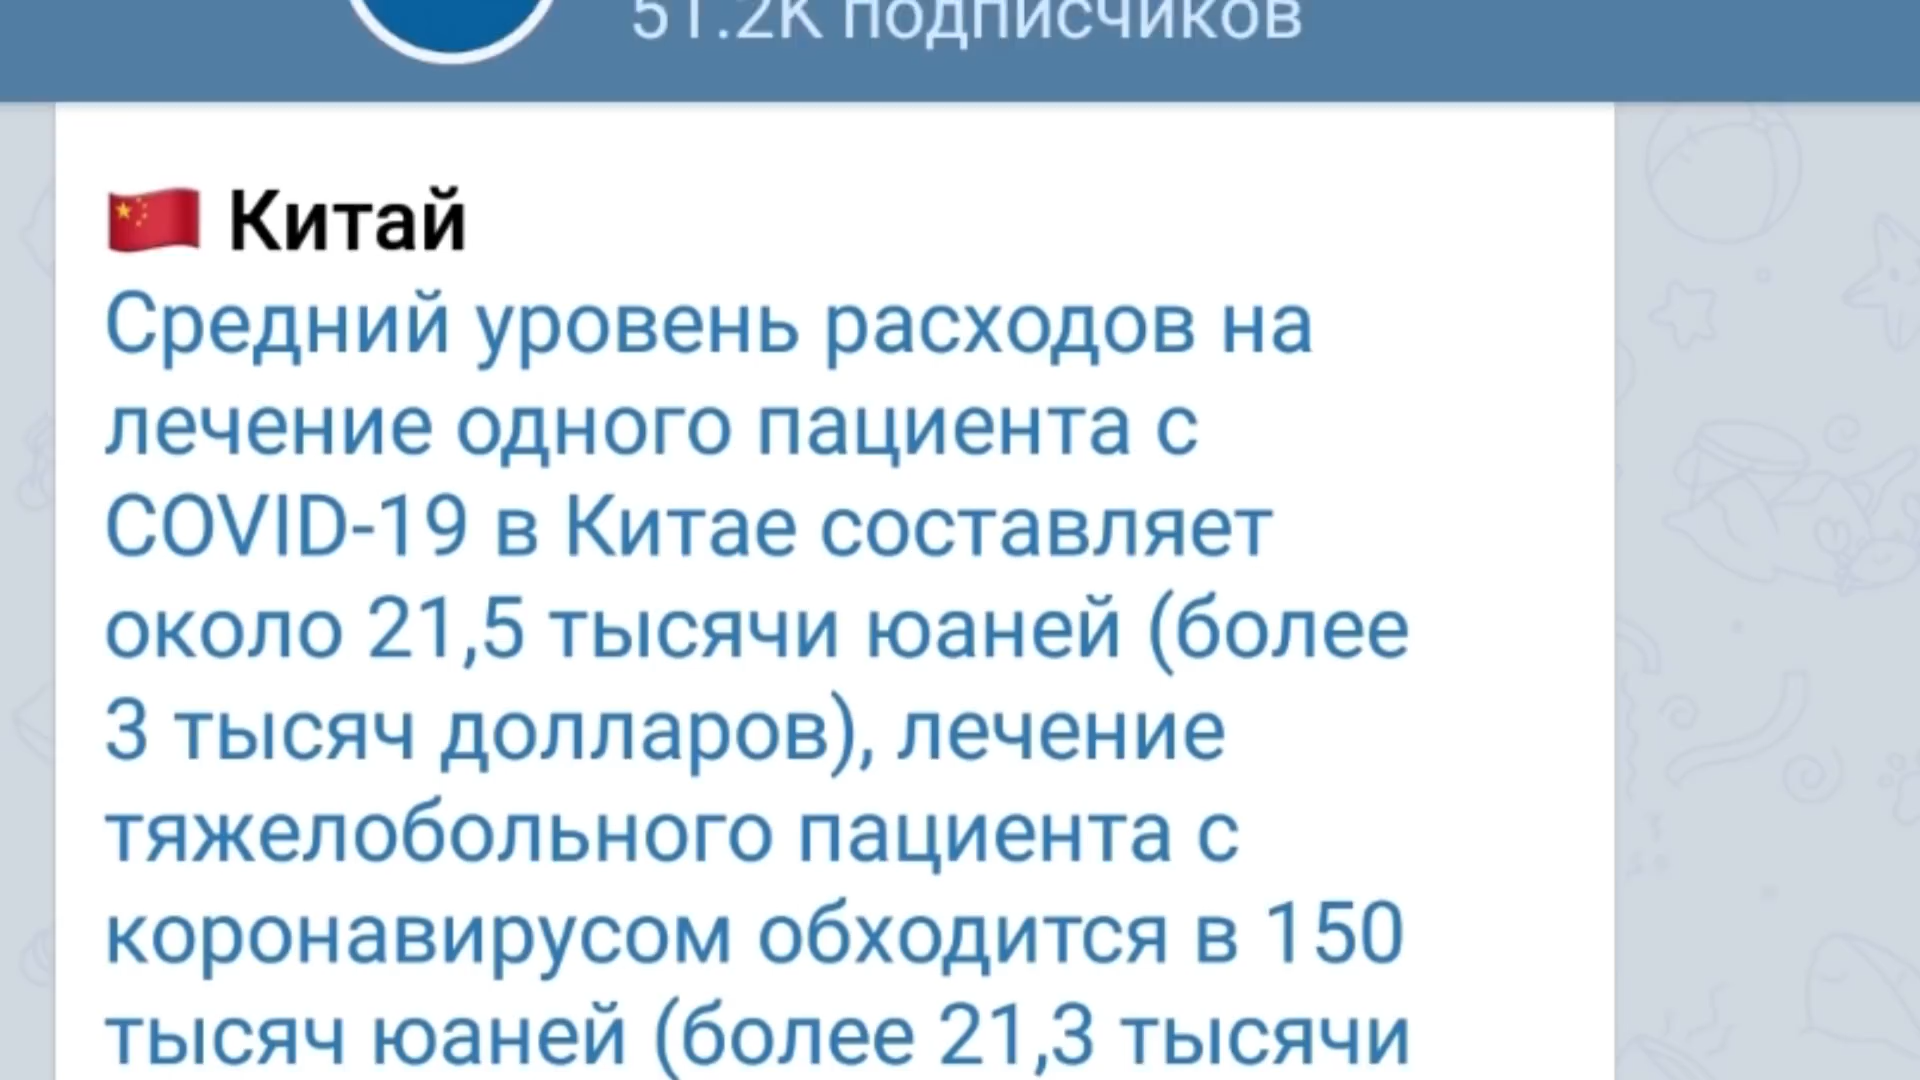 51.2K подписчиков
🇨🇳 Китай
Средний уровень расходов на
лечение одного пациента с
COVID-19 в Китае составляет
около 21,5 тысячи юаней (более
3 тысяч долларов), лечение
тяжелобольного пациента с
коронавирусом обходится в 150
тысяч юаней (более 21,3 тысячи